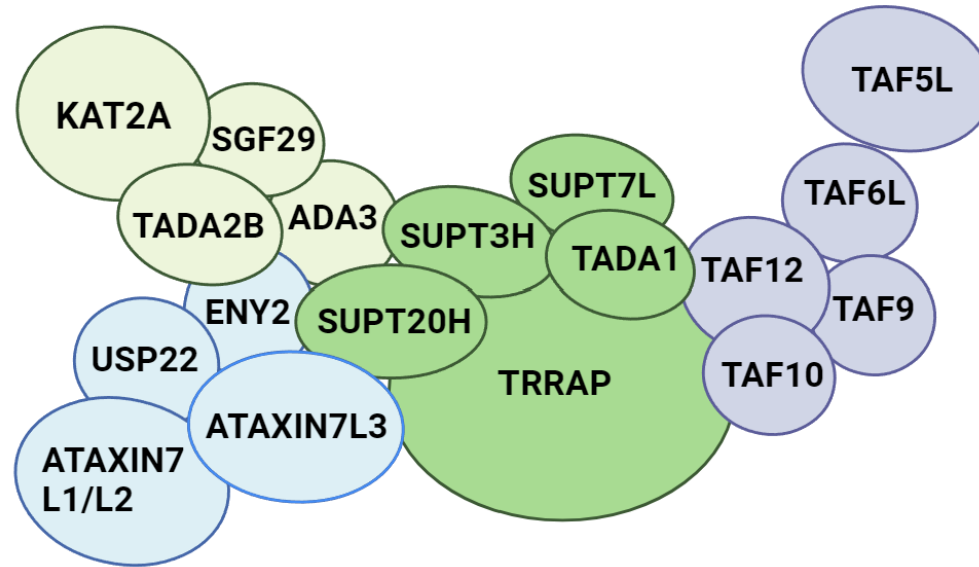 TAF5L
KAT2A
SGF29
SUPT7L
TAF6L
TADA2B
ADA3
SUPT3H
TADA1
TAF12
ENY2
SUPT20H
TAF9
USP22
TRRAP
TAF10
ATAXIN7L3
ATAXIN7
L1/L2